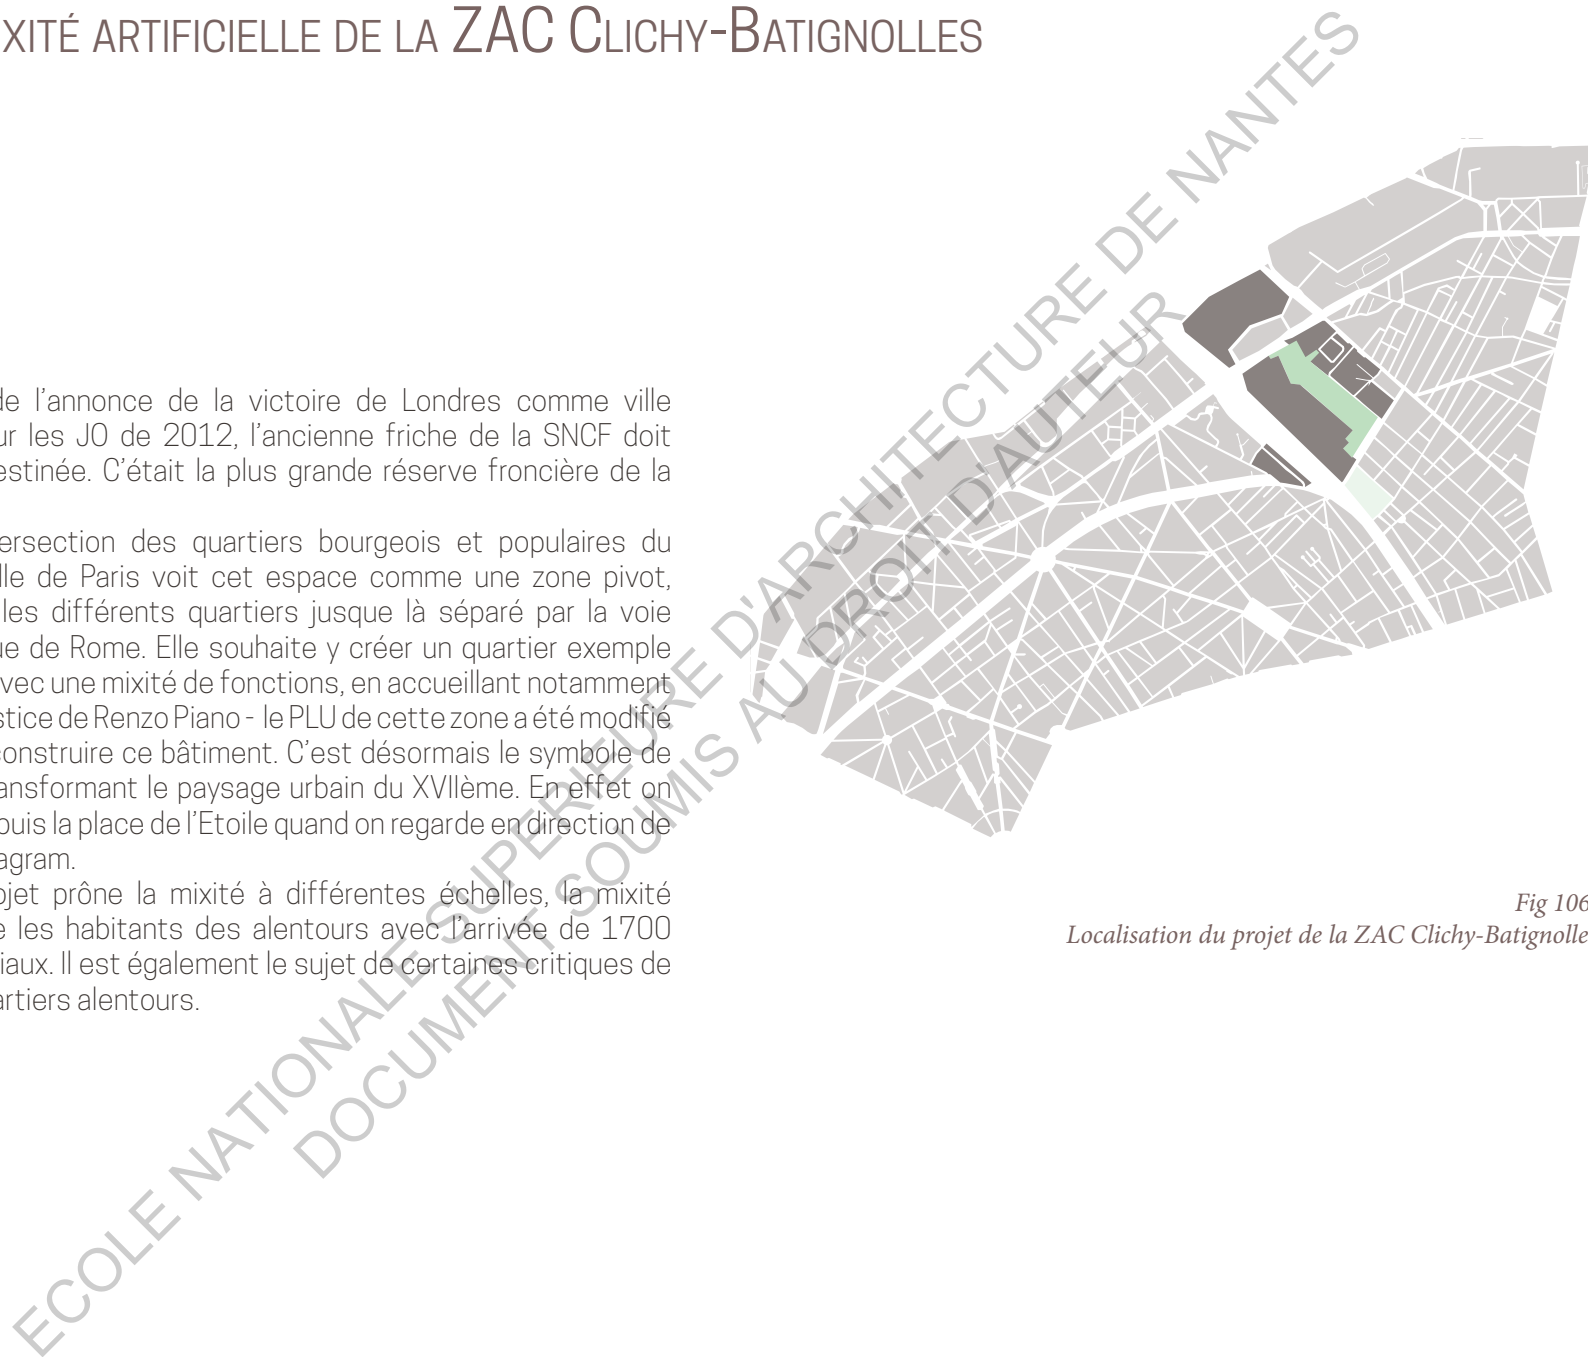 XITÉ ARTIFICIELLE DE LA ZAC CLICHY-BATIGNOLLES
de l’annonce de la victoire de Londres comme ville
ur les JO de 2012, l’ancienne friche de la SNCF doit
estinée. C’était la plus grande réserve froncière de la
ersection des quartiers bourgeois et populaires du
lle de Paris voit cet espace comme une zone pivot,
les différents quartiers jusque là séparé par la voie
ue de Rome. Elle souhaite y créer un quartier exemple
avec une mixité de fonctions, en accueillant notamment
stice de Renzo Piano - le PLU de cette zone a été modifié
construire ce bâtiment. C’est désormais le symbole de
ansformant le paysage urbain du XVIIème. En effet on
puis la place de l’Etoile quand on regarde en direction de
agram.
ojet prône la mixité à différentes échelles, la mixité
e les habitants des alentours avec l’arrivée de 1700
iaux. Il est également le sujet de certaines critiques de
artiers alentours.
Fig 106
Localisation du projet de la ZAC Clichy-Batignolle
ECOLE NATIONALE SUPERIEURE D'ARCHITECTURE DE NANTES
DOCUMENT SOUMIS AU DROIT D'AUTEUR